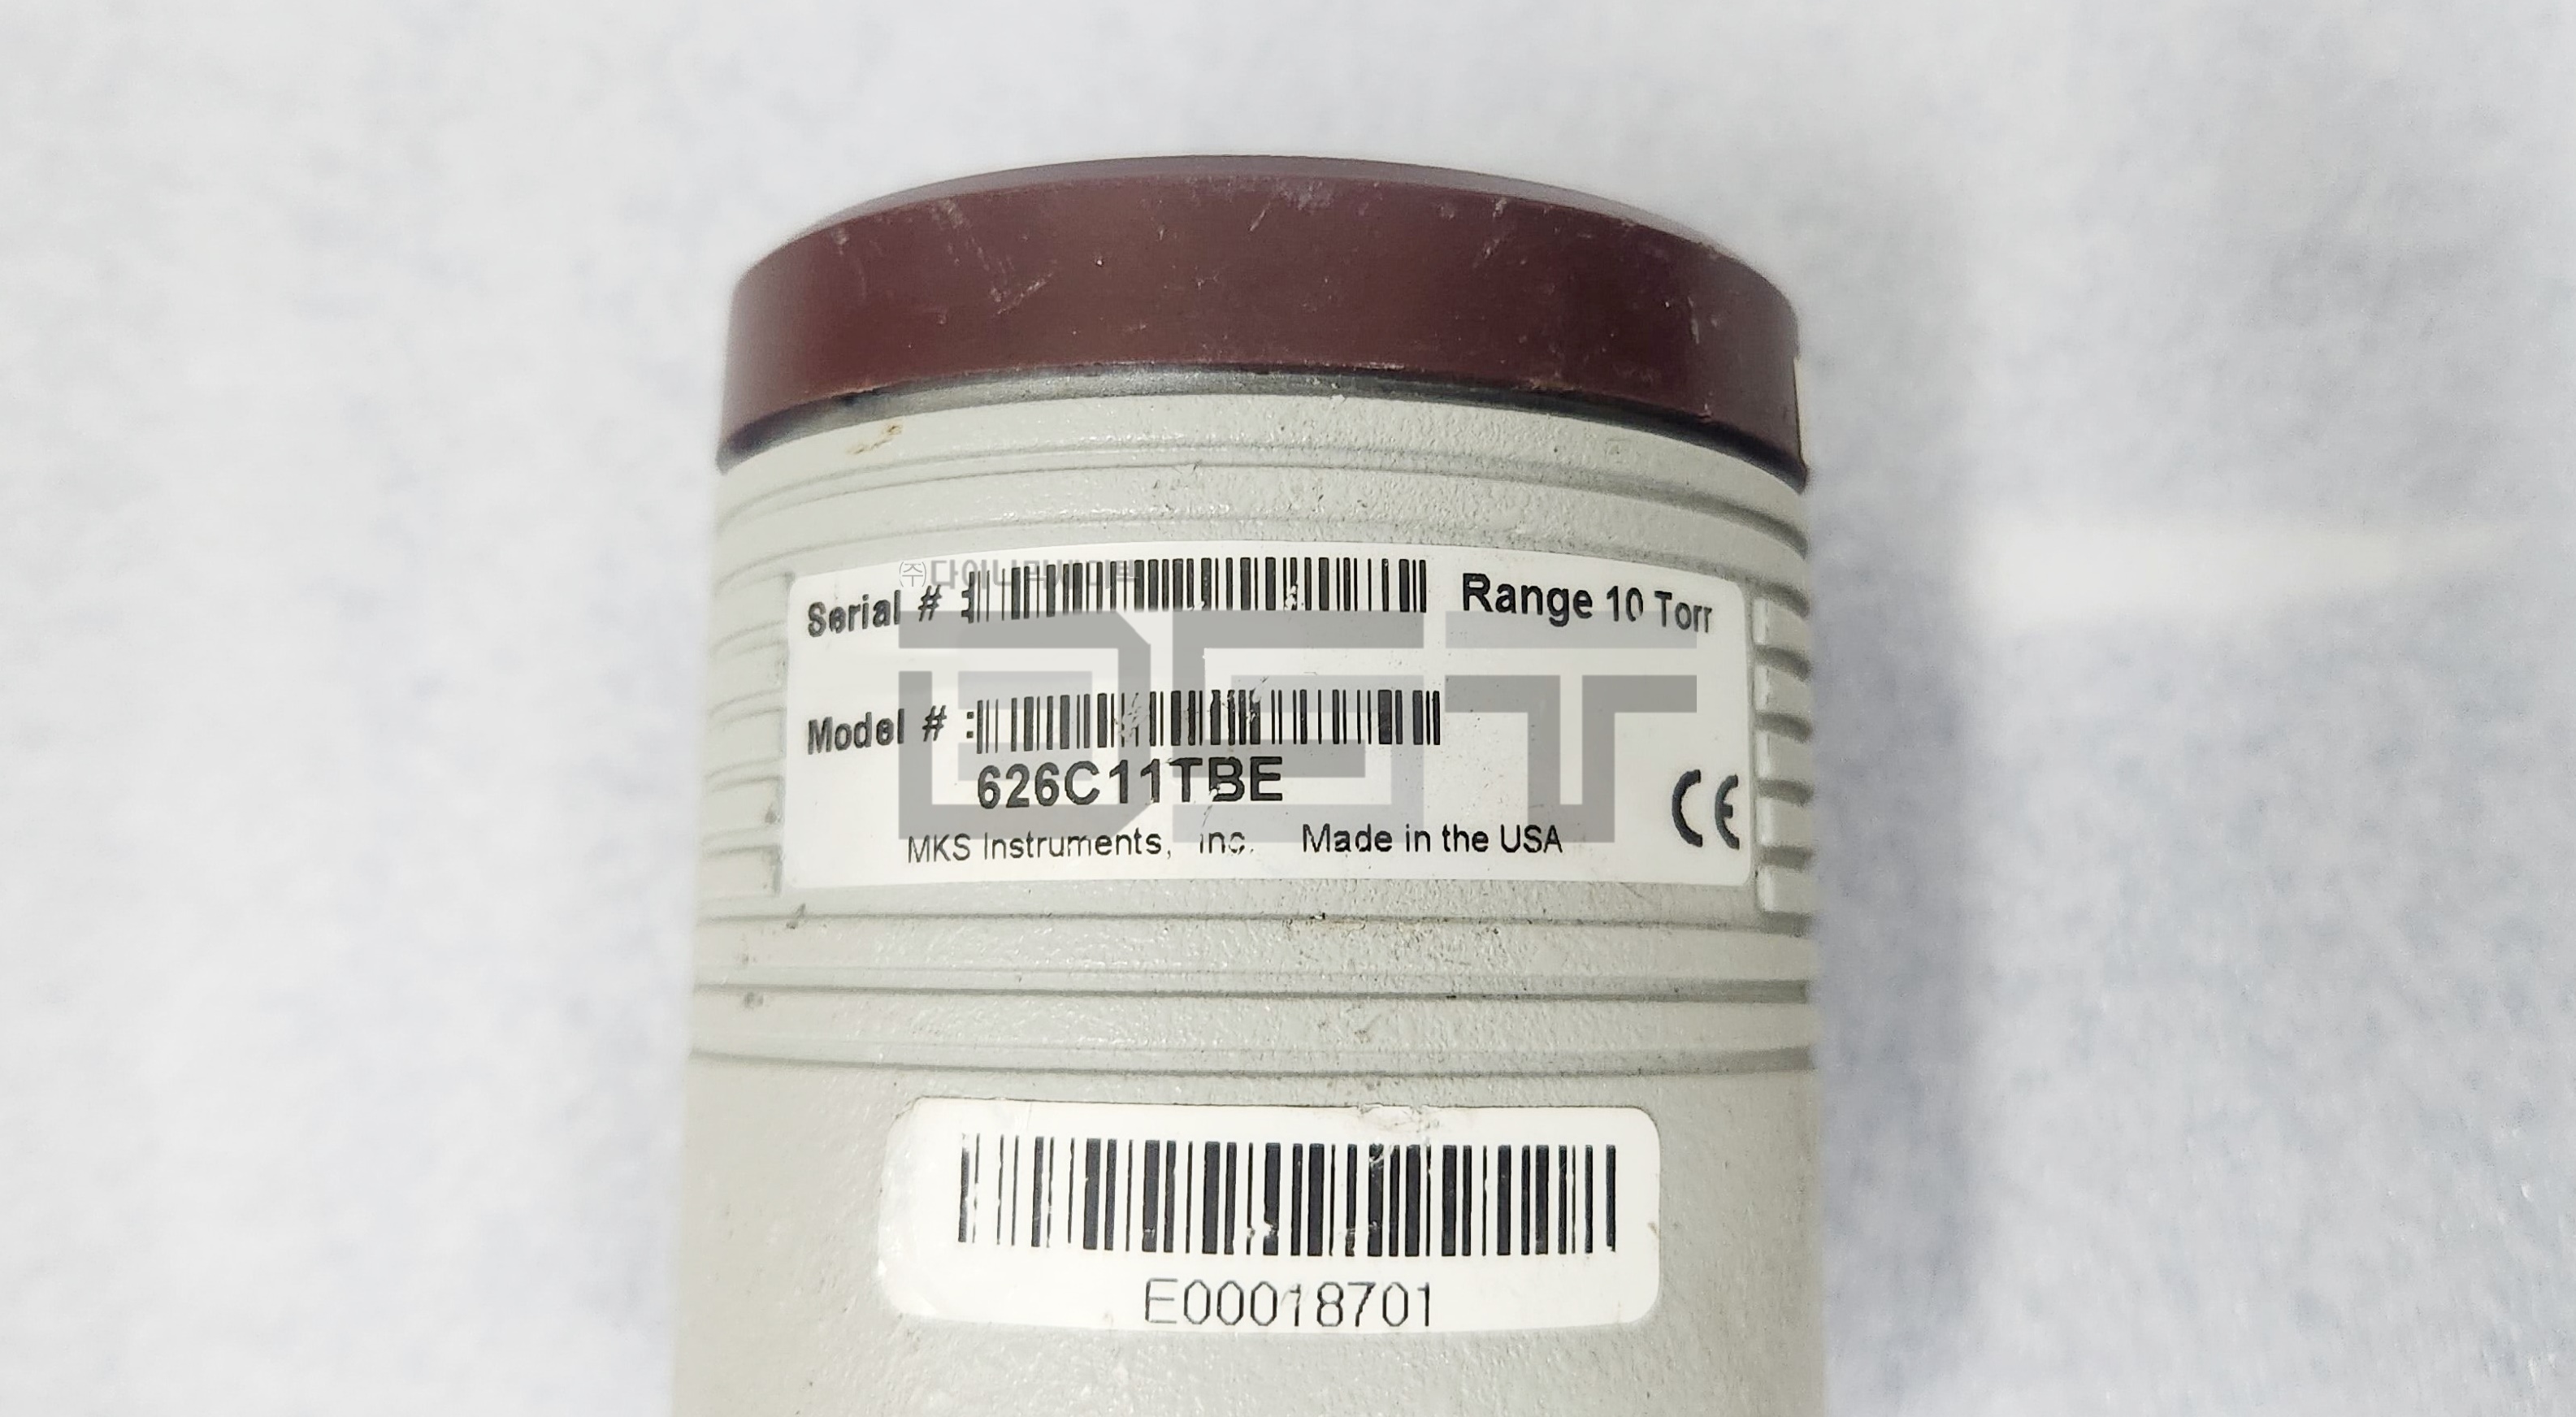 Serial #
Range 10 Torr
Model # :
626C11TBE
MKS Instruments, Inc. Made in the USA
CE
E00018701